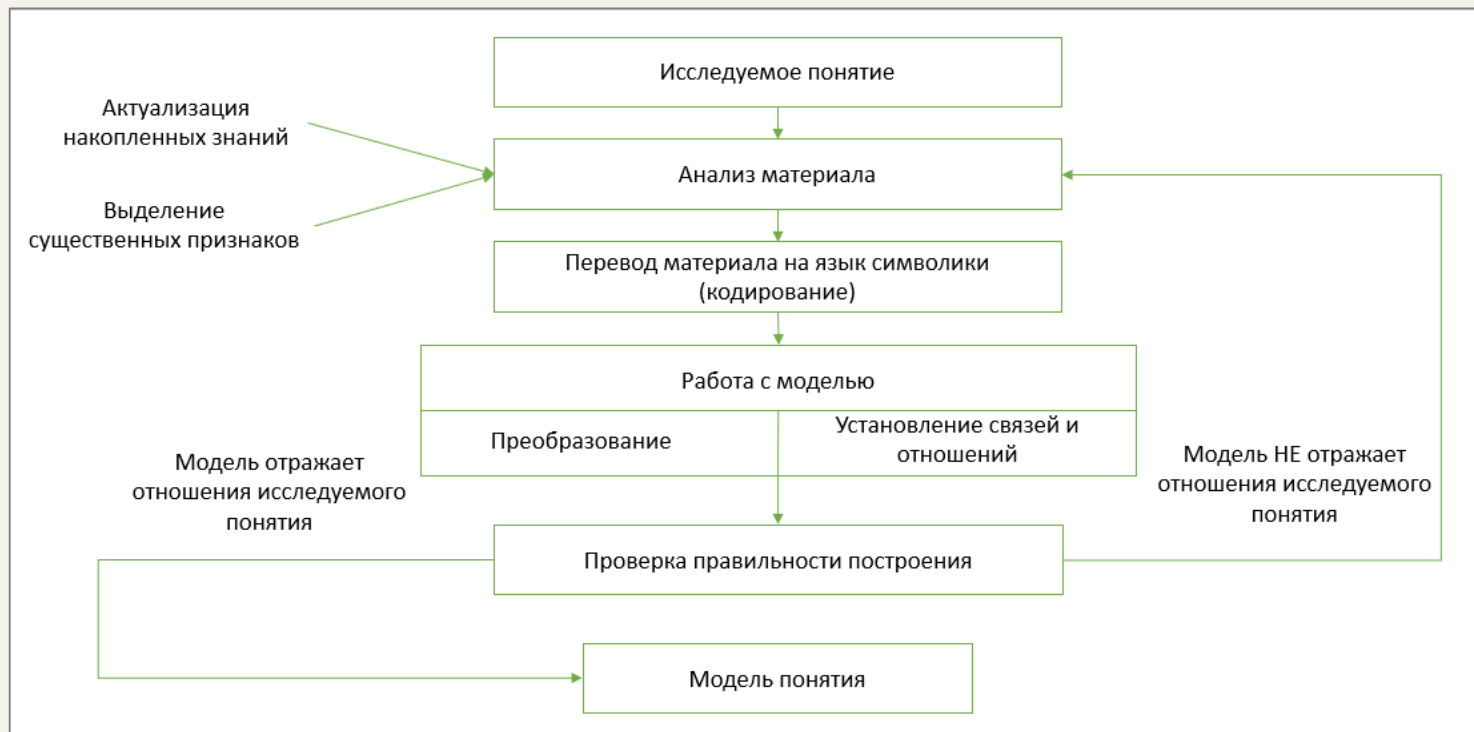 Исследуемое понятие
Актуализация
накопленных знаний
Анализ материала
Выделение
существенных признаков
Перевод материала на язык символики
(кодирование)
Работа с моделью
Преобразование
Установление связей и
отношений
Модель отражает
отношения исследуемого
понятия
Модель НЕ отражает
отношения исследуемого
понятия
Проверка правильности построения
Модель понятия